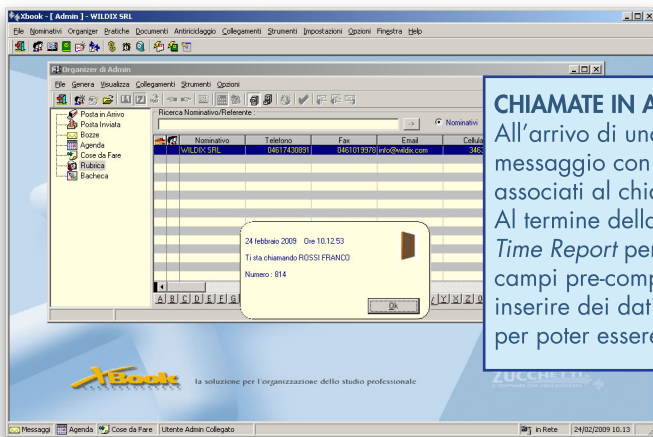 Xbook - [ Admin ] - WILDIX SRL
File Nominativi Organizer Pratiche Documenti Antiriciclaggio Collegamenti Strumenti Impostazioni Opzioni Finestra Help
Organizer di Admin
File Genera Visualizza Collegamenti Strumenti Opzioni
Posta in Arrivo
Posta Inviata
Bozze
Agenda
Cose da Fare
Rubrica
Bacheca
Ricerca Nominativo/Referente :
Nominativi
Nominativo Telefono Fax Email Cellula
WILDIX SRL 04617430891 0461019978 info@wildix.com 3463
24 febbraio 2009 Ore 10.12.53
Ti sta chiamando ROSSI FRANCO
Numero : 814
Ok
A B C D E F G Y X Z 0
CHIAMATE IN A
All'arrivo di una
messaggio con
associati al chia
Al termine della
Time Report per
campi pre-comp
inserire dei dat
per poter essere
XBook la soluzione per l'organizzazione dello studio professionale
ZUCCHETTI
Messaggi Agenda Cose da Fare Utente Admin Collegato in Rete 24/02/2009 10.13